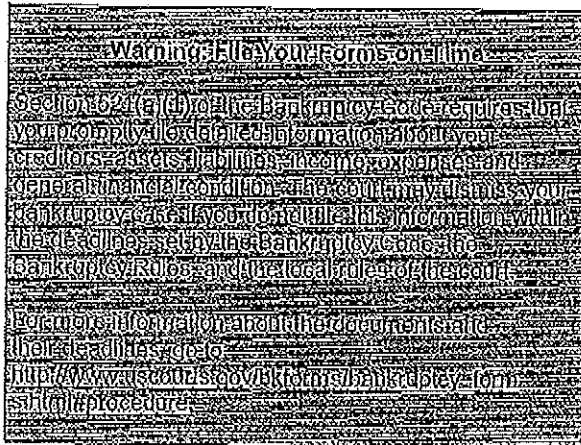 Warning: File Your Forms on Time
Section 521(a)(1) of the Bankruptcy Code requires that
you promptly file detailed information about your
creditors, assets, liabilities, income, expenses and
general financial condition. The court may dismiss your
bankruptcy case if you do not file this information within
the deadlines set by the Bankruptcy Code, the
Bankruptcy Rules, and the local rules of the court.
For more information about the documents and
their deadlines, go to:
http://www.uscourts.gov/bkforms/bankruptcy_form
s.html#procedure.